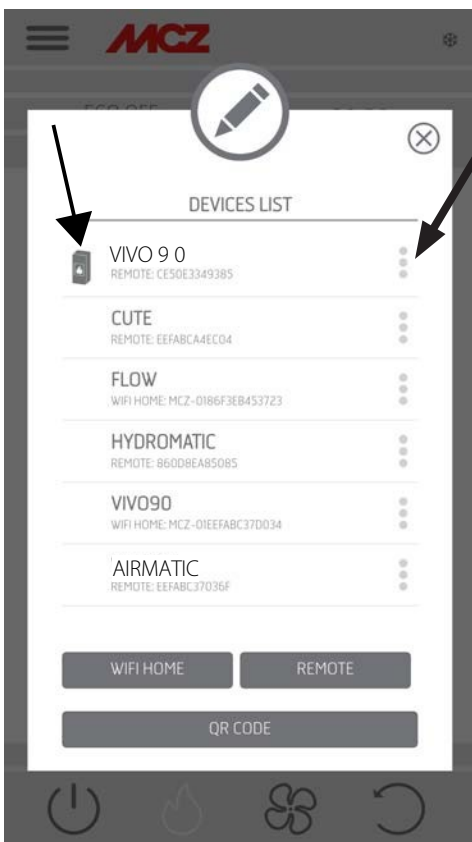 MCZ
DEVICES LIST
VIVO 9 0
REMOTE: CE50E3349385
CUTE
REMOTE: EEFABCA4EC04
FLOW
WIFI HOME: MCZ-0186F3EB453723
HYDROMATIC
REMOTE: 860D8EA85085
VIVO90
WIFI HOME: MCZ-01EEFABC37D034
AIRMATIC
REMOTE: EEFABC37036F
WIFI HOME
REMOTE
QR CODE